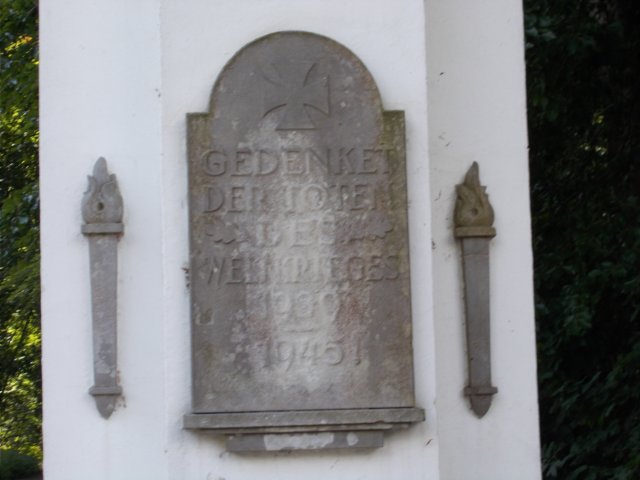 GEDENKET
DER TOTEN
DES
WELTKRIEGES
1939
1945